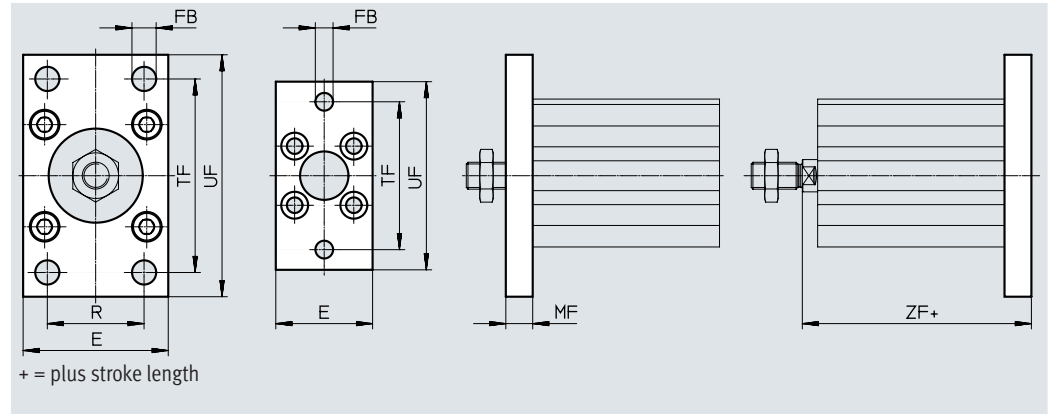 FB
TF
UF
R
E
FB
TF
UF
E
MF
ZF+
+ = plus stroke length